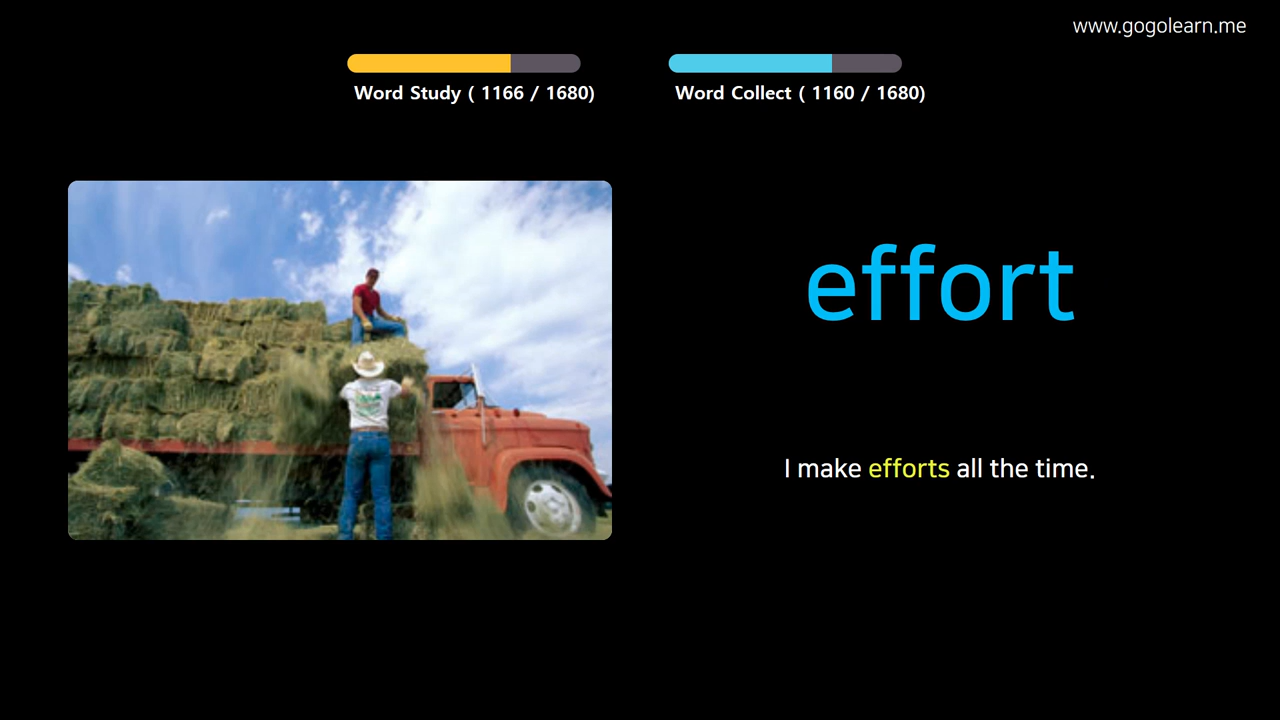 www.gogolearn.me
Word Study ( 1166 / 1680)
Word Collect ( 1160 / 1680)
effort
I make efforts all the time.